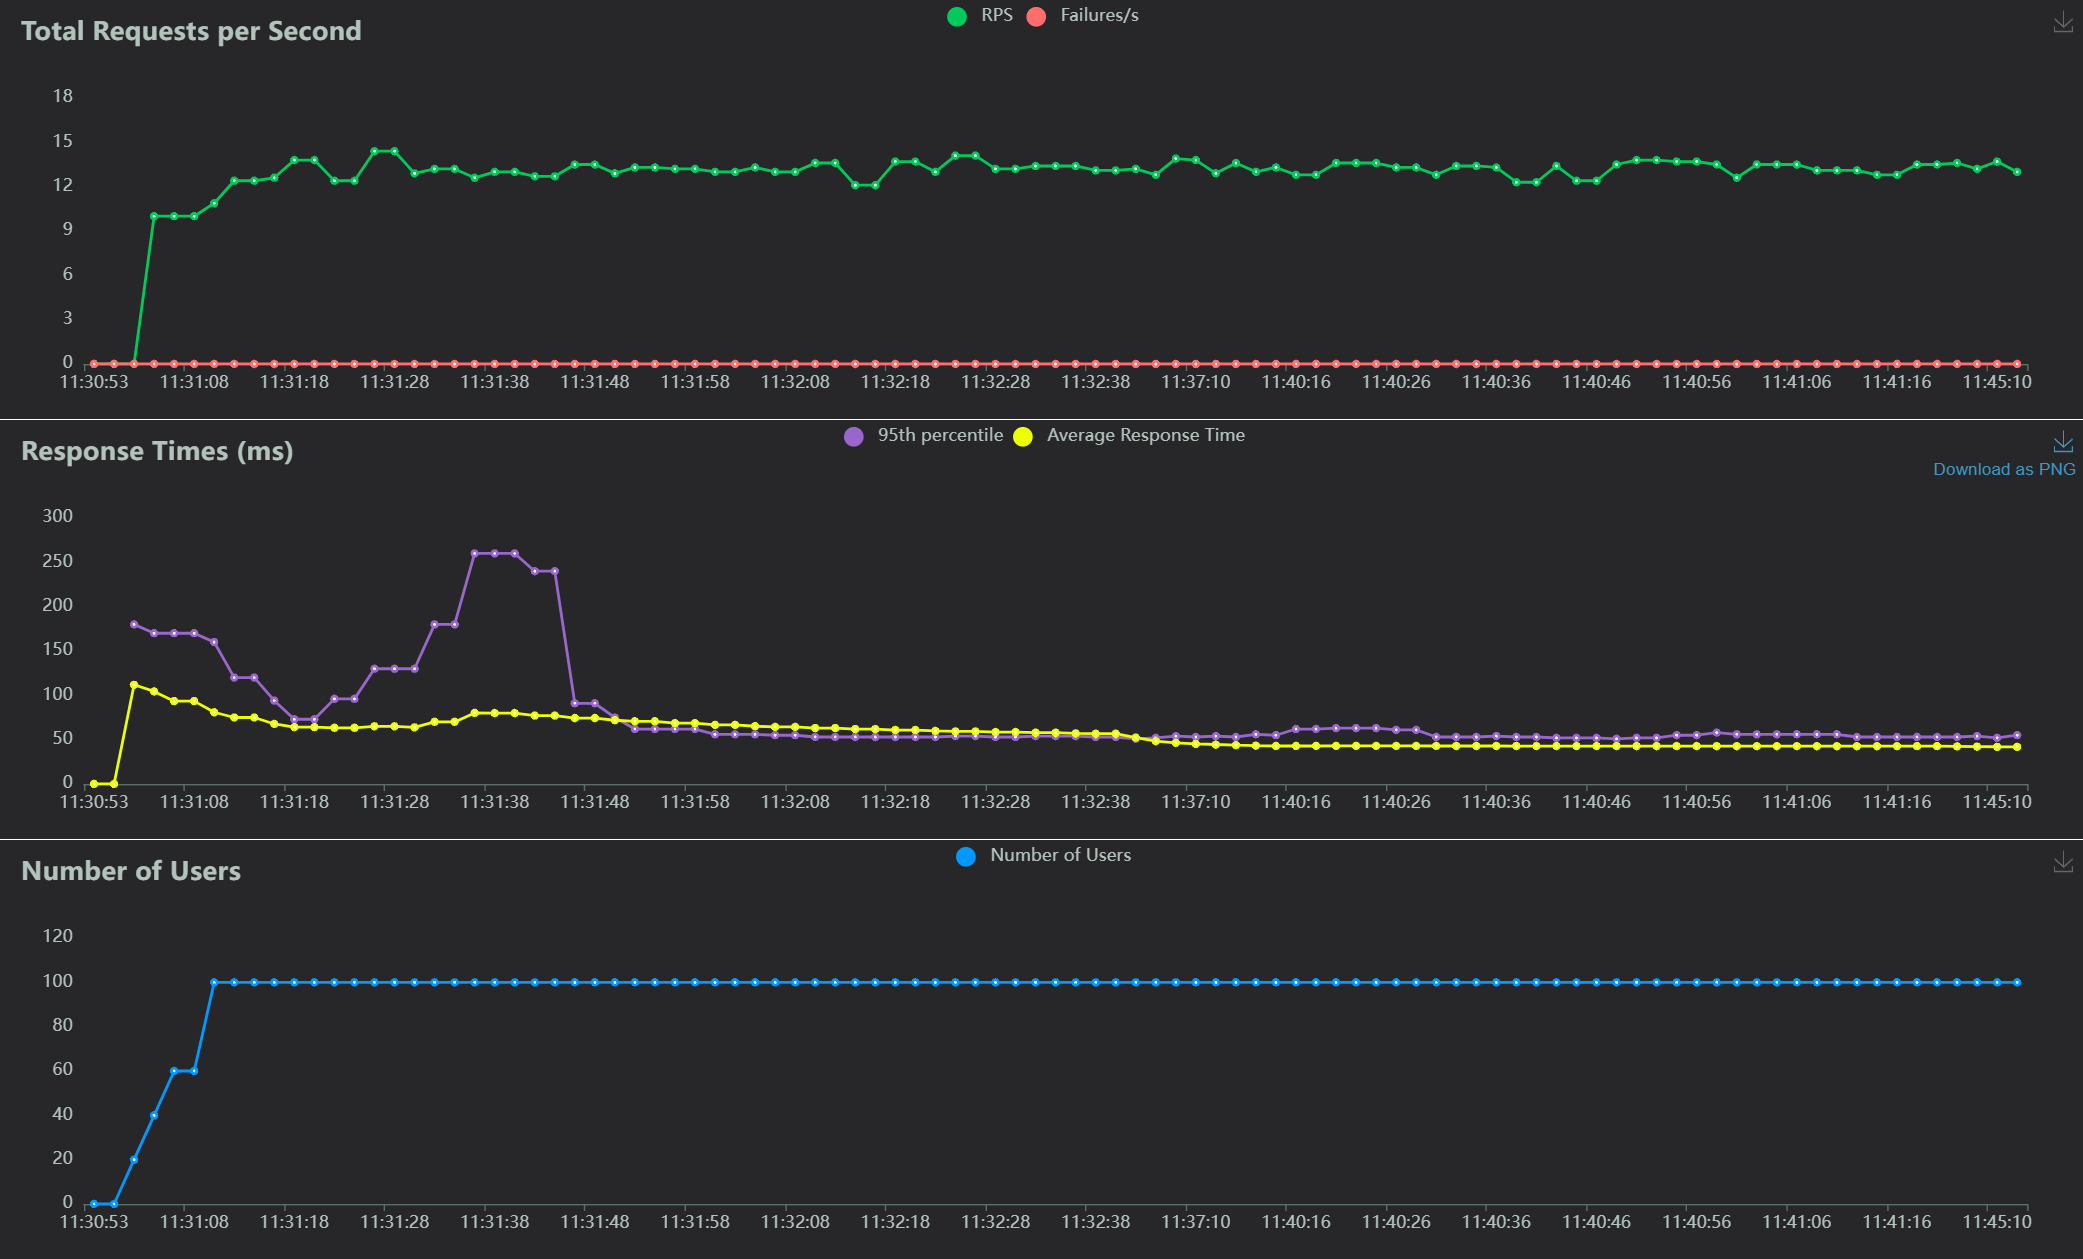 Total Requests per Second
RPS Failures/s
18
15
12
9
6
3
0
11:30:53 11:31:08 11:31:18 11:31:28 11:31:38 11:31:48 11:31:58 11:32:08 11:32:18 11:32:28 11:32:38 11:37:10 11:40:16 11:40:26 11:40:36 11:40:46 11:40:56 11:41:06 11:41:16 11:45:10
Response Times (ms)
95th percentile Average Response Time
Download as PNG
300
250
200
150
100
50
0
11:30:53 11:31:08 11:31:18 11:31:28 11:31:38 11:31:48 11:31:58 11:32:08 11:32:18 11:32:28 11:32:38 11:37:10 11:40:16 11:40:26 11:40:36 11:40:46 11:40:56 11:41:06 11:41:16 11:45:10
Number of Users
Number of Users
120
100
80
60
40
20
0
11:30:53 11:31:08 11:31:18 11:31:28 11:31:38 11:31:48 11:31:58 11:32:08 11:32:18 11:32:28 11:32:38 11:37:10 11:40:16 11:40:26 11:40:36 11:40:46 11:40:56 11:41:06 11:41:16 11:45:10